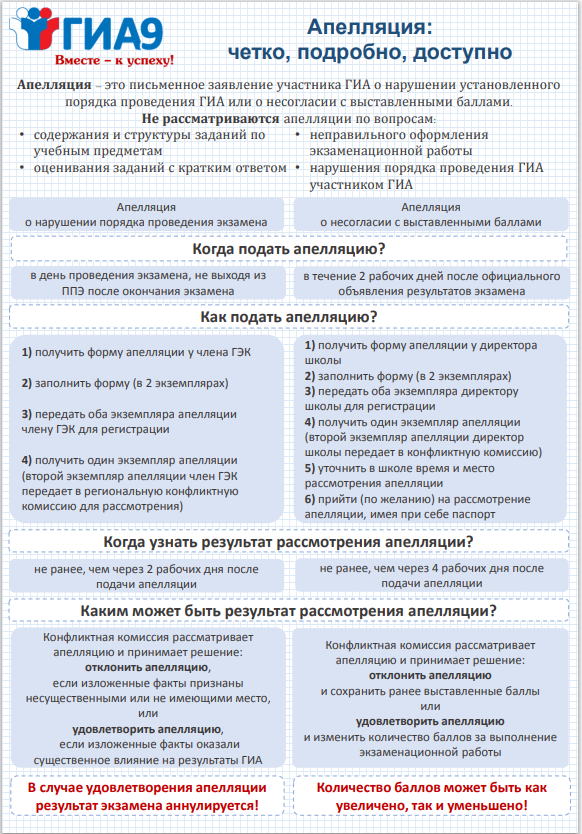 ГИА9
Вместе – к успеху!
Апелляция:
четко, подробно, доступно
Апелляция – это письменное заявление участника ГИА о нарушении установленного
порядка проведения ГИА или о несогласии с выставленными баллами.
Не рассматриваются апелляции по вопросам:
• содержания и структуры заданий по
учебным предметам
• оценивания заданий с кратким ответом
• неправильного оформления
экзаменационной работы
• нарушения порядка проведения ГИА
участником ГИА
Апелляция
о нарушении порядка проведения экзамена
Апелляция
о несогласии с выставленными баллами
Когда подать апелляцию?
в день проведения экзамена, не выходя из
ППЭ после окончания экзамена
в течение 2 рабочих дней после официального
объявления результатов экзамена
Как подать апелляцию?
1) получить форму апелляции у члена ГЭК
2) заполнить форму (в 2 экземплярах)
3) передать оба экземпляра апелляции
члену ГЭК для регистрации
4) получить один экземпляр апелляции
(второй экземпляр апелляции член ГЭК
передает в региональную конфликтную
комиссию для рассмотрения)
1) получить форму апелляции у директора
школы
2) заполнить форму (в 2 экземплярах)
3) передать оба экземпляра директору
школы для регистрации
4) получить один экземпляр апелляции
(второй экземпляр апелляции директор
школы передает в конфликтную комиссию)
5) уточнить в школе время и место
рассмотрения апелляции
6) прийти (по желанию) на рассмотрение
апелляции, имея при себе паспорт
Когда узнать результат рассмотрения апелляции?
не ранее, чем через 2 рабочих дня после
подачи апелляции
не ранее, чем через 4 рабочих дня после
подачи апелляции
Каким может быть результат рассмотрения апелляции?
Конфликтная комиссия рассматривает
апелляцию и принимает решение:
отклонить апелляцию,
если изложенные факты признаны
несущественными или не имеющими место,
или
удовлетворить апелляцию,
если изложенные факты оказали
существенное влияние на результаты ГИА
Конфликтная комиссия рассматривает
апелляцию и принимает решение:
отклонить апелляцию
и сохранить ранее выставленные баллы
или
удовлетворить апелляцию
и изменить количество баллов за выполнение
экзаменационной работы
В случае удовлетворения апелляции
результат экзамена аннулируется!
Количество баллов может быть как
увеличено, так и уменьшено!